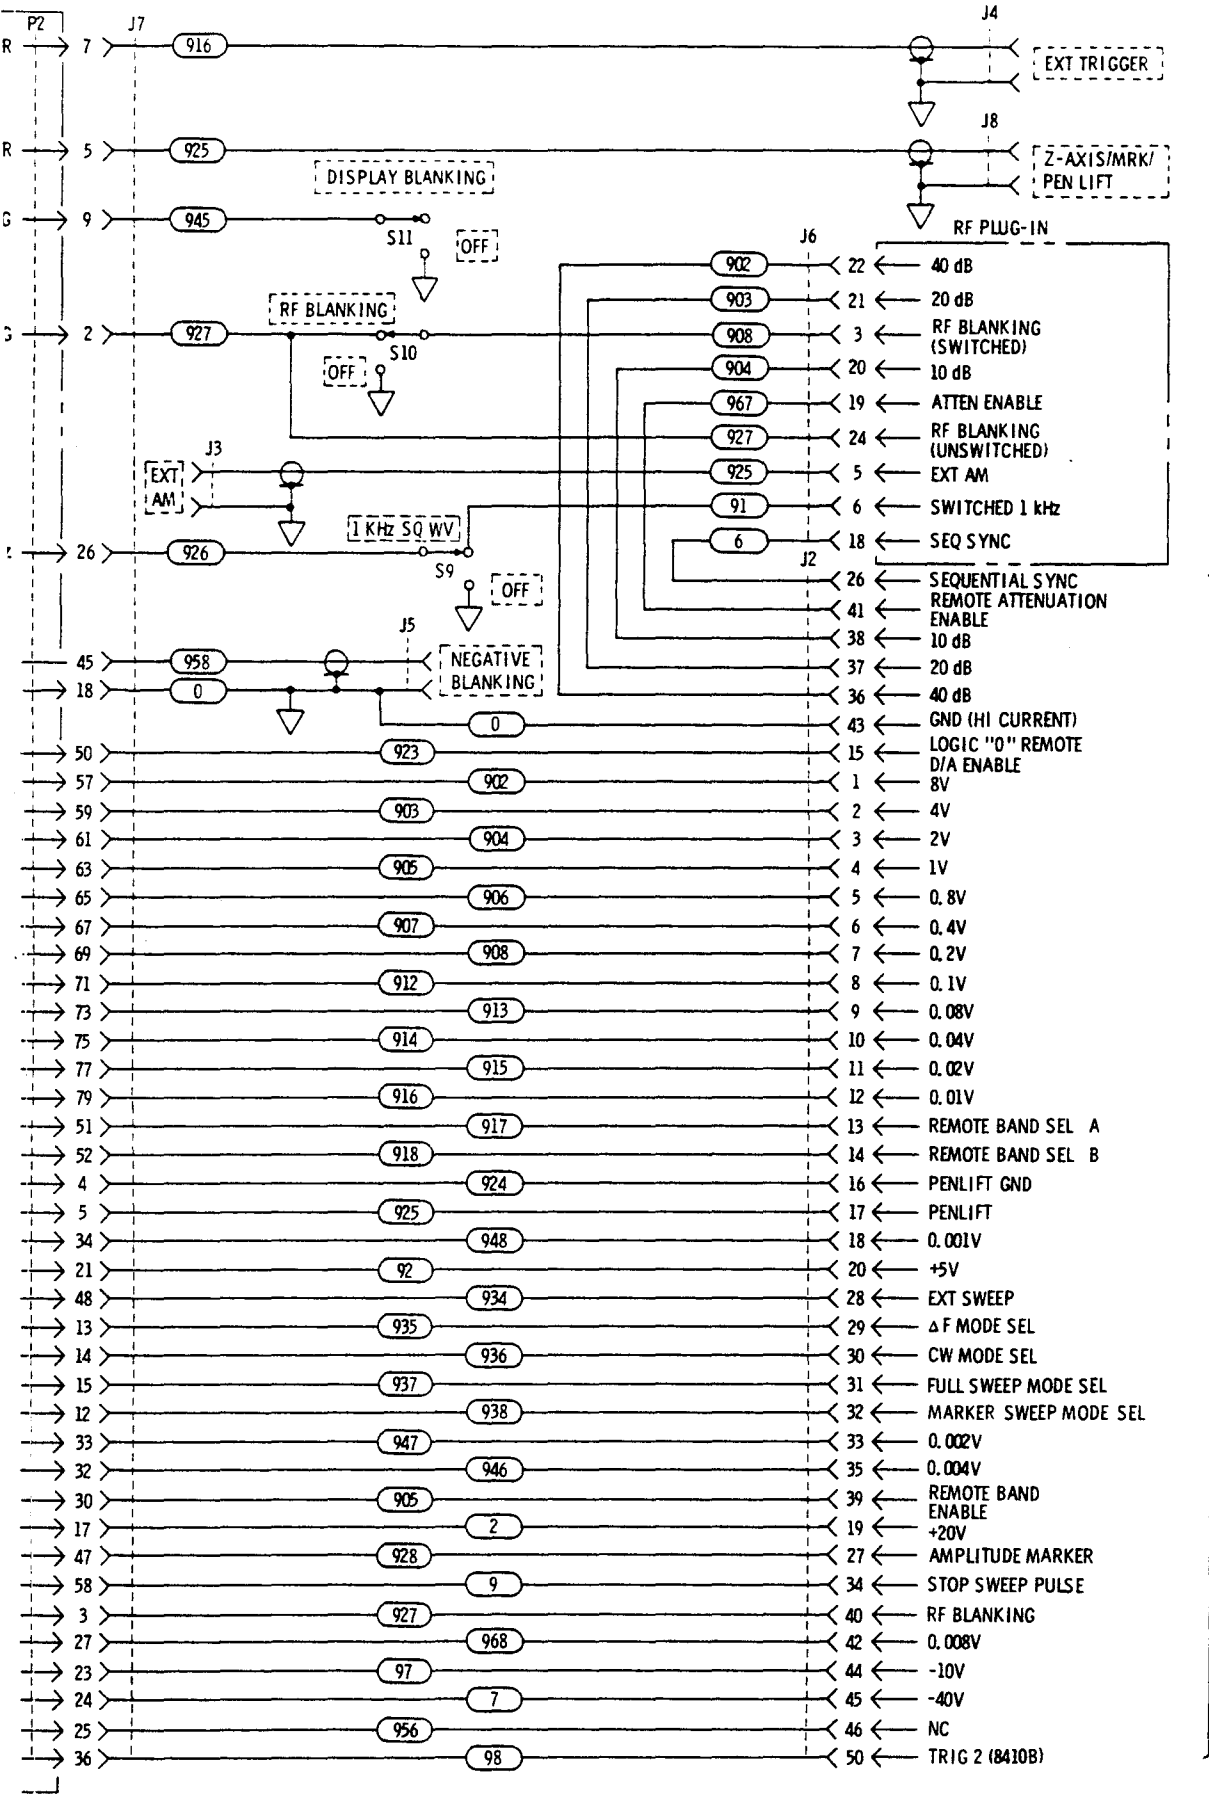 P2 J7 J4
R 7 916
EXT TRIGGER
J8
R 5 925
Z-AXIS/MRK/
PEN LIFT
DISPLAY BLANKING
G 9 945
S11
OFF
RF PLUG-IN
J6
902 22 40 dB
903 21 20 dB
RF BLANKING
G 2 927
S10
908 3 RF BLANKING
(SWITCHED)
OFF
904 20 10 dB
967 19 ATTEN ENABLE
927 24 RF BLANKING
(UNSWITCHED)
J3
EXT
AM
925 5 EXT AM
91 6 SWITCHED 1 kHz
1 KHz SQ WV
26 926
S9
OFF
6 18 SEQ SYNC
J2
26 SEQUENTIAL SYNC
41 REMOTE ATTENUATION
ENABLE
38 10 dB
37 20 dB
36 40 dB
J5
45 958
18 0
NEGATIVE
BLANKING
0 43 GND (HI CURRENT)
50 923 15 LOGIC "0" REMOTE
D/A ENABLE
57 902 1 8V
59 903 2 4V
61 904 3 2V
63 905 4 1V
65 906 5 0.8V
67 907 6 0.4V
69 908 7 0.2V
71 912 8 0.1V
73 913 9 0.08V
75 914 10 0.04V
77 915 11 0.02V
79 916 12 0.01V
51 917 13 REMOTE BAND SEL A
52 918 14 REMOTE BAND SEL B
4 924 16 PENLIFT GND
5 925 17 PENLIFT
34 948 18 0.001V
21 92 20 +5V
48 934 28 EXT SWEEP
13 935 29 ΔF MODE SEL
14 936 30 CW MODE SEL
15 937 31 FULL SWEEP MODE SEL
12 938 32 MARKER SWEEP MODE SEL
33 947 33 0.002V
32 946 35 0.004V
30 905 39 REMOTE BAND
ENABLE
17 2 19 +20V
47 928 27 AMPLITUDE MARKER
58 9 34 STOP SWEEP PULSE
3 927 40 RF BLANKING
27 968 42 0.008V
23 97 44 -10V
24 7 45 -40V
25 956 46 NC
36 98 50 TRIG 2 (8410B)